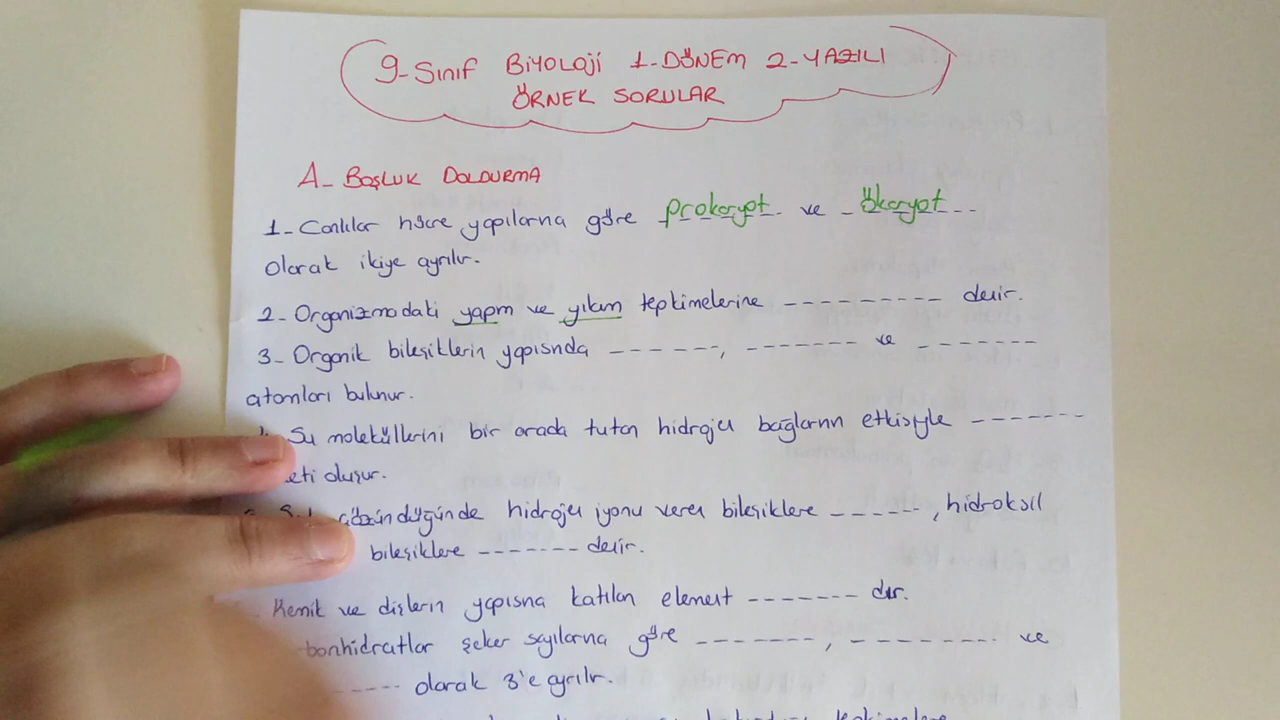 9-Sınıf Biyoloji 1-DÖNEM 2-YAZILI
ÖRNEK SORULAR
A- BOŞLUK DOLDURMA
1- Canlılar hücre yapılarına göre prokaryot ve ökaryot
olarak ikiye ayrılır.
2- Organizmadaki yapım ve yıkım tepkimelerine --------- denir.
3- Organik bileşiklerin yapısında ------, ------- ve -------
atomları bulunur.
Su moleküllerini bir arada tutan hidrojen bağlarının etkisiyle -------
eti oluşur.
çözündüğünde hidrojen iyonu veren bileşiklere ------, hidroksil
bileşiklere ------- denir.
Kemik ve dişlerin yapısına katılan element ------- dır.
bonhidratlar şeker sayılarına göre -------, --------- ve
---- olarak 3'e ayrılır.